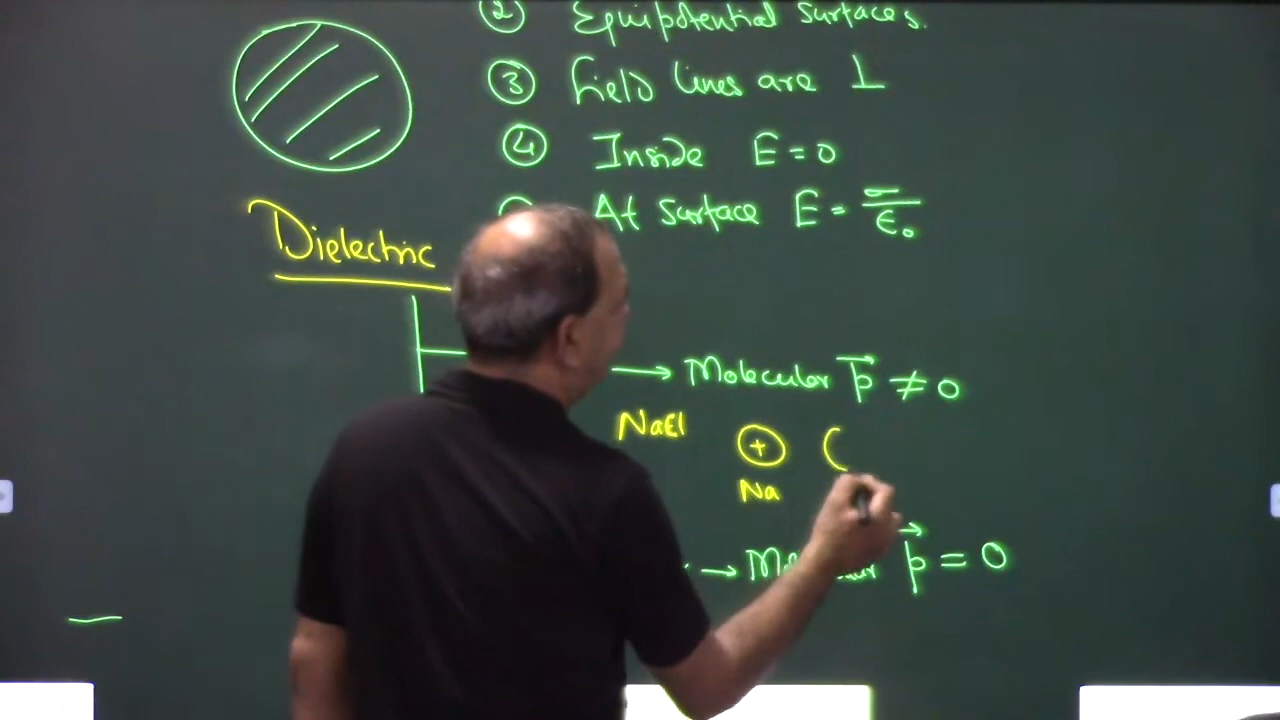 ② Equipotential Surfaces.
③ field lines are ⊥
④ Inside E = 0
At surface E = σ/ε₀
Dielectric
→ Molecular p⃗ ≠ 0
NaCl + (
Na
→ Molecular p⃗ = 0